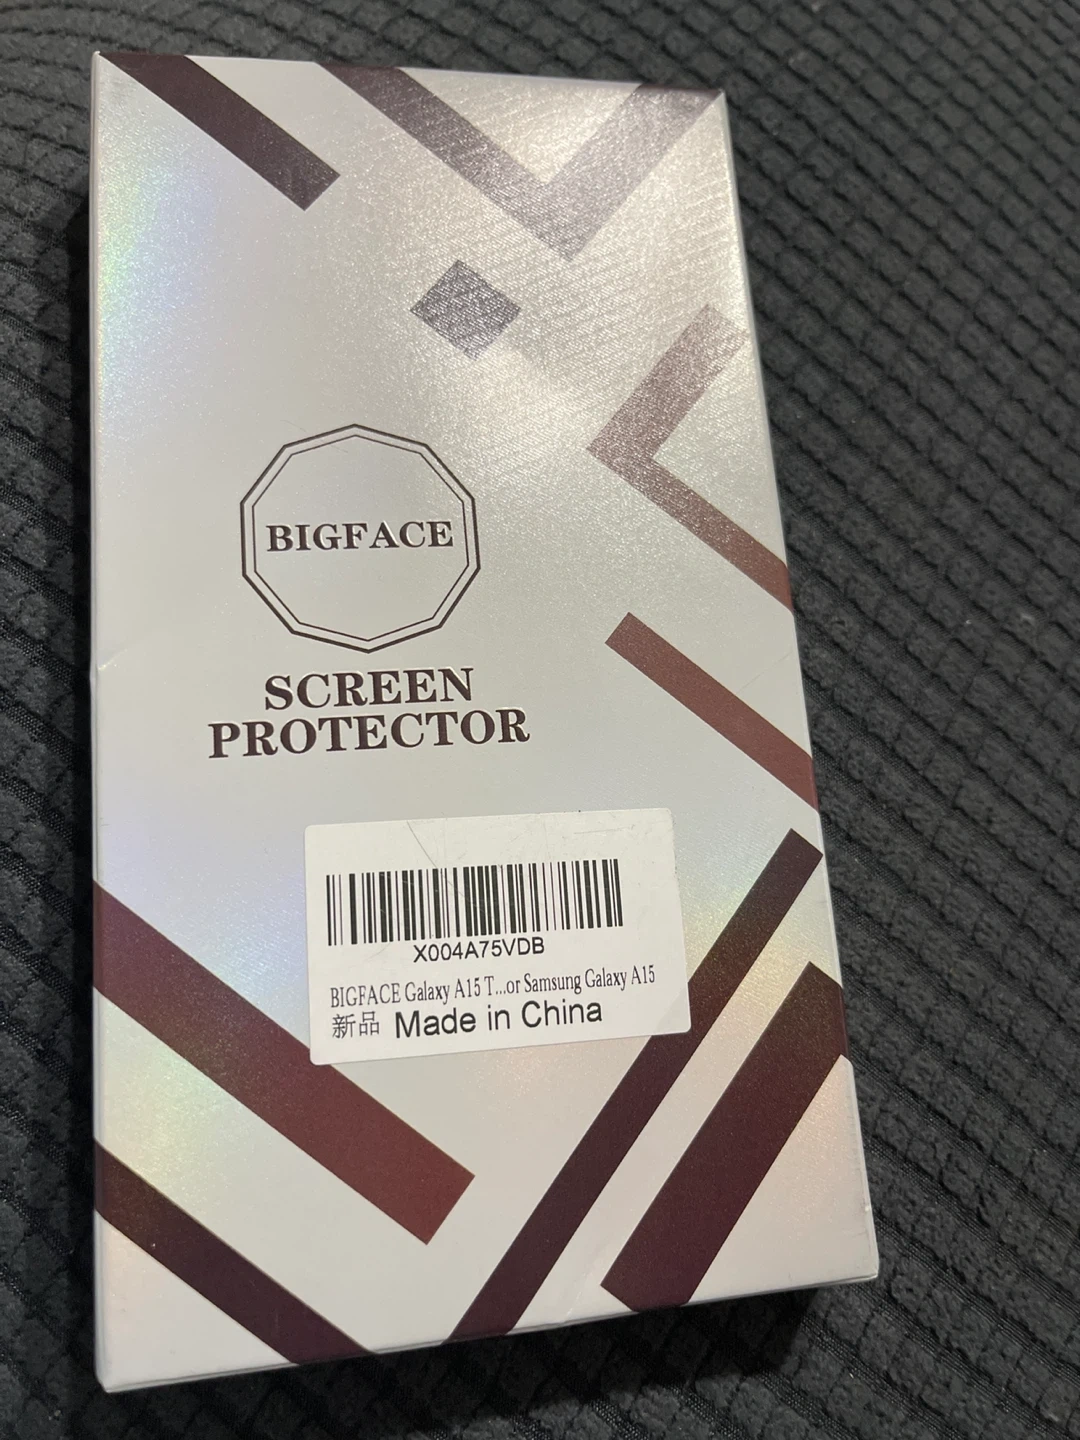 BIGFACE
SCREEN
PROTECTOR
X004A75VDB
BIGFACE Galaxy A15 T...or Samsung Galaxy A15
新品 Made in China